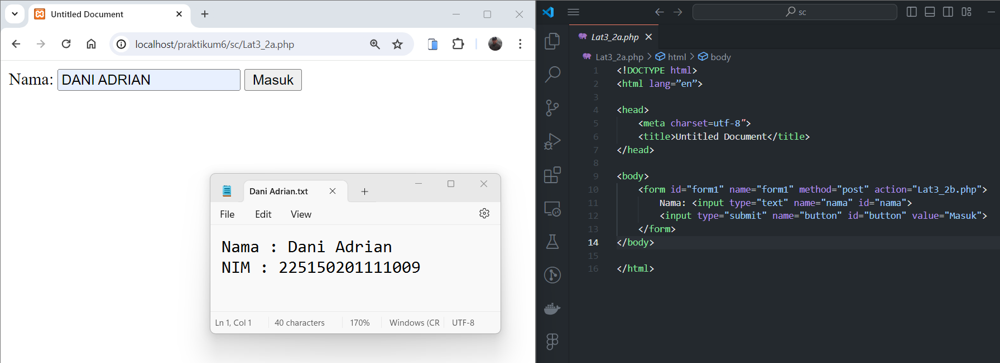 Untitled Document
localhost/praktikum6/sc/Lat3_2a.php
Nama: DANI ADRIAN Masuk
Dani Adrian.txt
File Edit View
Nama : Dani Adrian
NIM : 225150201111009
Ln 1, Col 1 40 characters 170% Windows (CR UTF-8
sc
Lat3_2a.php
Lat3_2a.php > html > body
1 <!DOCTYPE html>
2 <html lang=”en”>
3
4 <head>
5 <meta charset=utf-8”>
6 <title>Untitled Document</title>
7 </head>
8
9 <body>
10 <form id="form1" name="form1" method="post" action="Lat3_2b.php">
11 Nama: <input type="text" name="nama" id="nama">
12 <input type="submit" name="button" id="button" value="Masuk">
13 </form>
14 </body>
15
16 </html>